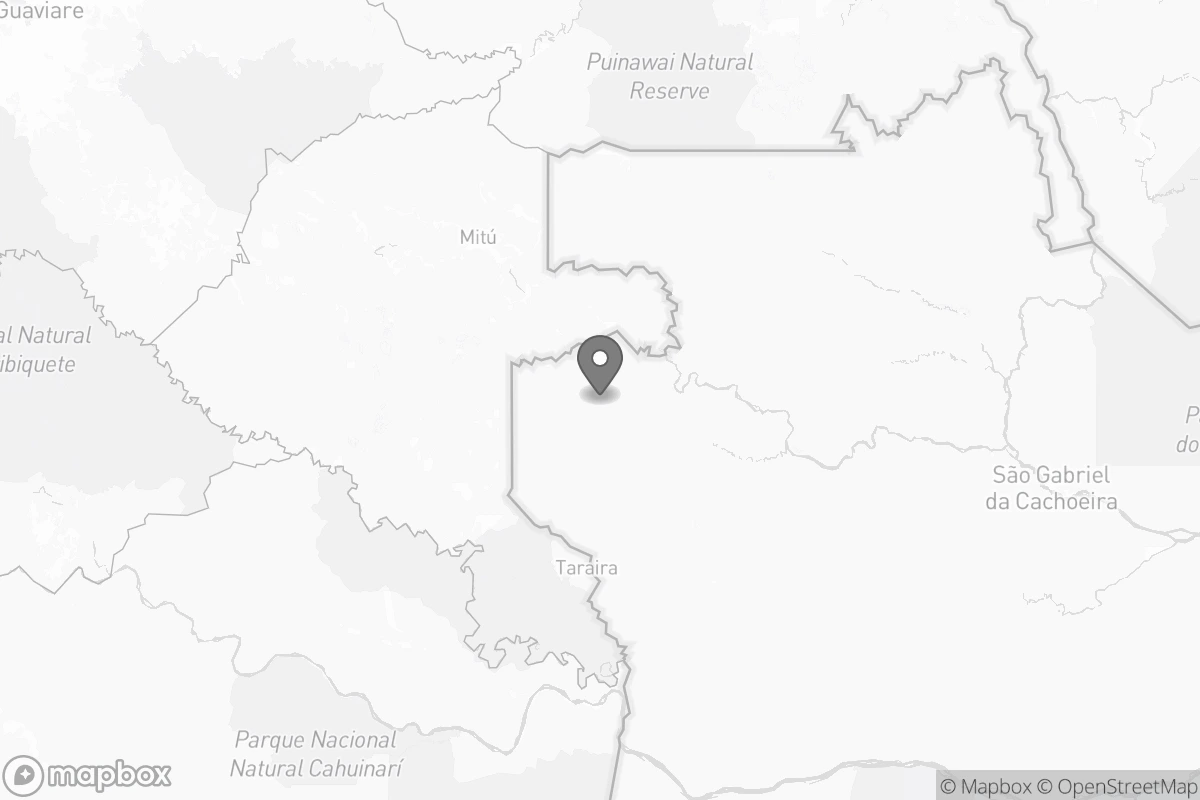 Guaviare
Puinawai Natural
Reserve
Mitú
al Natural
ibiquete
P
do
São Gabriel
da Cachoeira
Taraira
Parque Nacional
Natural Cahuinarí
mapbox
© Mapbox © OpenStreetMap